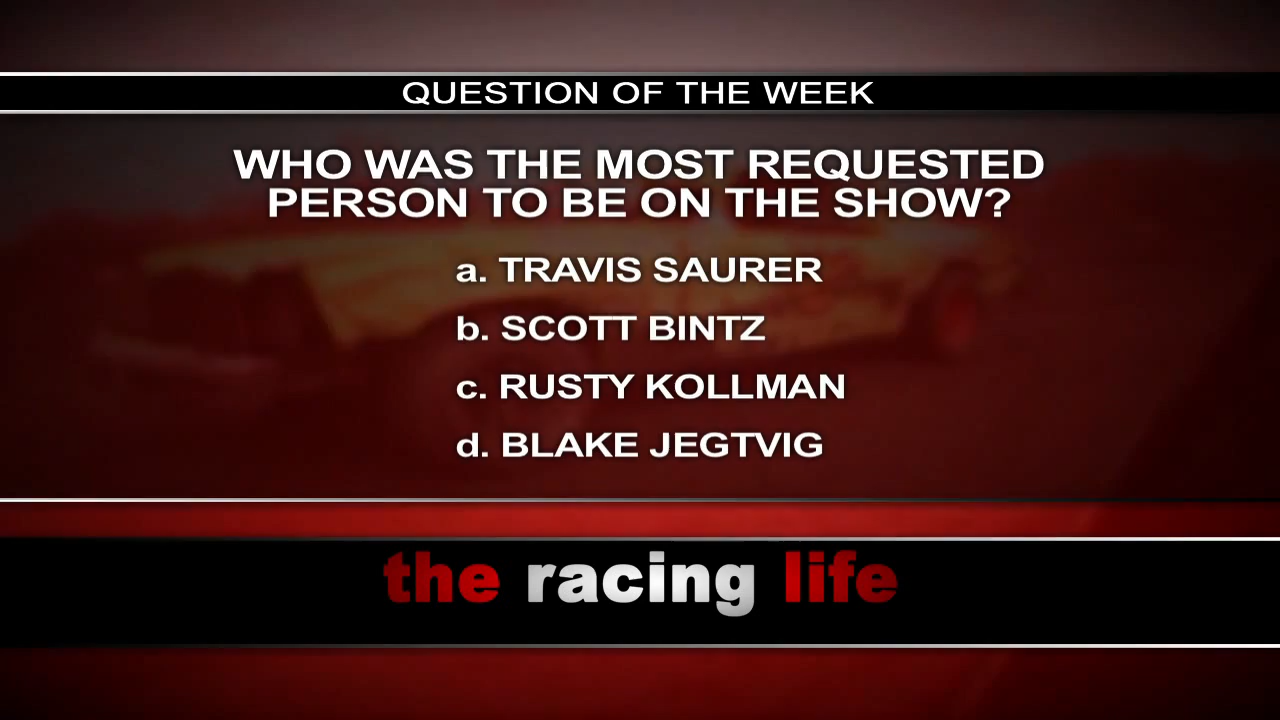 QUESTION OF THE WEEK
WHO WAS THE MOST REQUESTED
PERSON TO BE ON THE SHOW?
a. TRAVIS SAURER
b. SCOTT BINTZ
c. RUSTY KOLLMAN
d. BLAKE JEGTVIG
the racing life